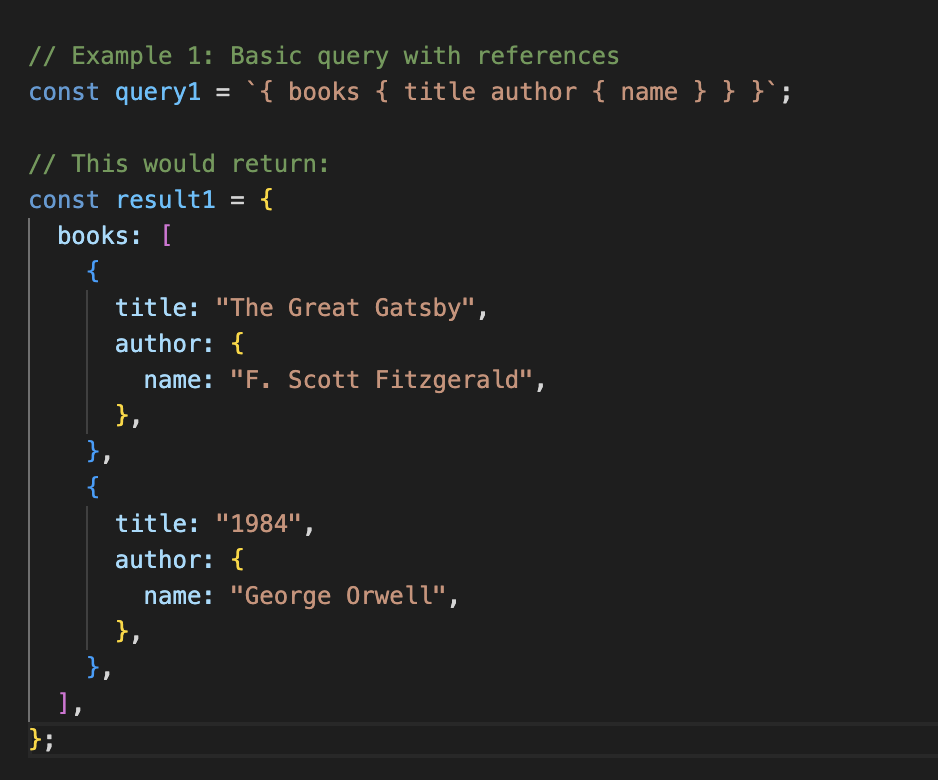 // Example 1: Basic query with references
const query1 = `{ books { title author { name } } }`;
// This would return:
const result1 = {
  books: [
    {
      title: "The Great Gatsby",
      author: {
        name: "F. Scott Fitzgerald",
      },
    },
    {
      title: "1984",
      author: {
        name: "George Orwell",
      },
    },
  ],
};